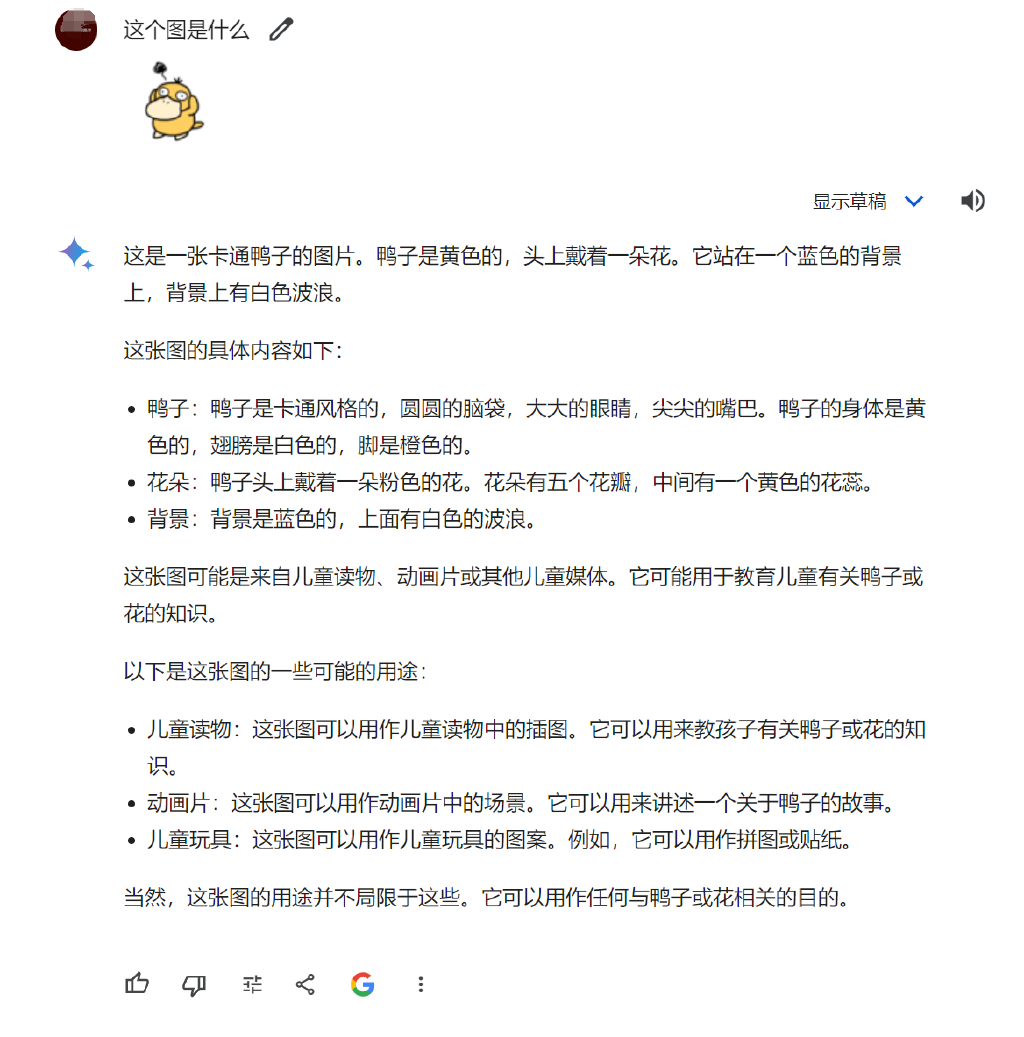 这个图是什么
显示草稿
这是一张卡通鸭子的图片。鸭子是黄色的，头上戴着一朵花。它站在一个蓝色的背景
上，背景上有白色波浪。
这张图的具体内容如下：
鸭子：鸭子是卡通风格的，圆圆的脑袋，大大的眼睛，尖尖的嘴巴。鸭子的身体是黄
色的，翅膀是白色的，脚是橙色的。
花朵：鸭子头上戴着一朵粉色的花。花朵有五个花瓣，中间有一个黄色的花蕊。
背景：背景是蓝色的，上面有白色的波浪。
这张图可能是来自儿童读物、动画片或其他儿童媒体。它可能用于教育儿童有关鸭子或
花的知识。
以下是这张图的一些可能的用途：
儿童读物：这张图可以用作儿童读物中的插图。它可以用来教孩子有关鸭子或花的知
识。
动画片：这张图可以用作动画片中的场景。它可以用来讲述一个关于鸭子的故事。
儿童玩具：这张图可以用作儿童玩具的图案。例如，它可以用作拼图或贴纸。
当然，这张图的用途并不局限于这些。它可以用作任何与鸭子或花相关的目的。